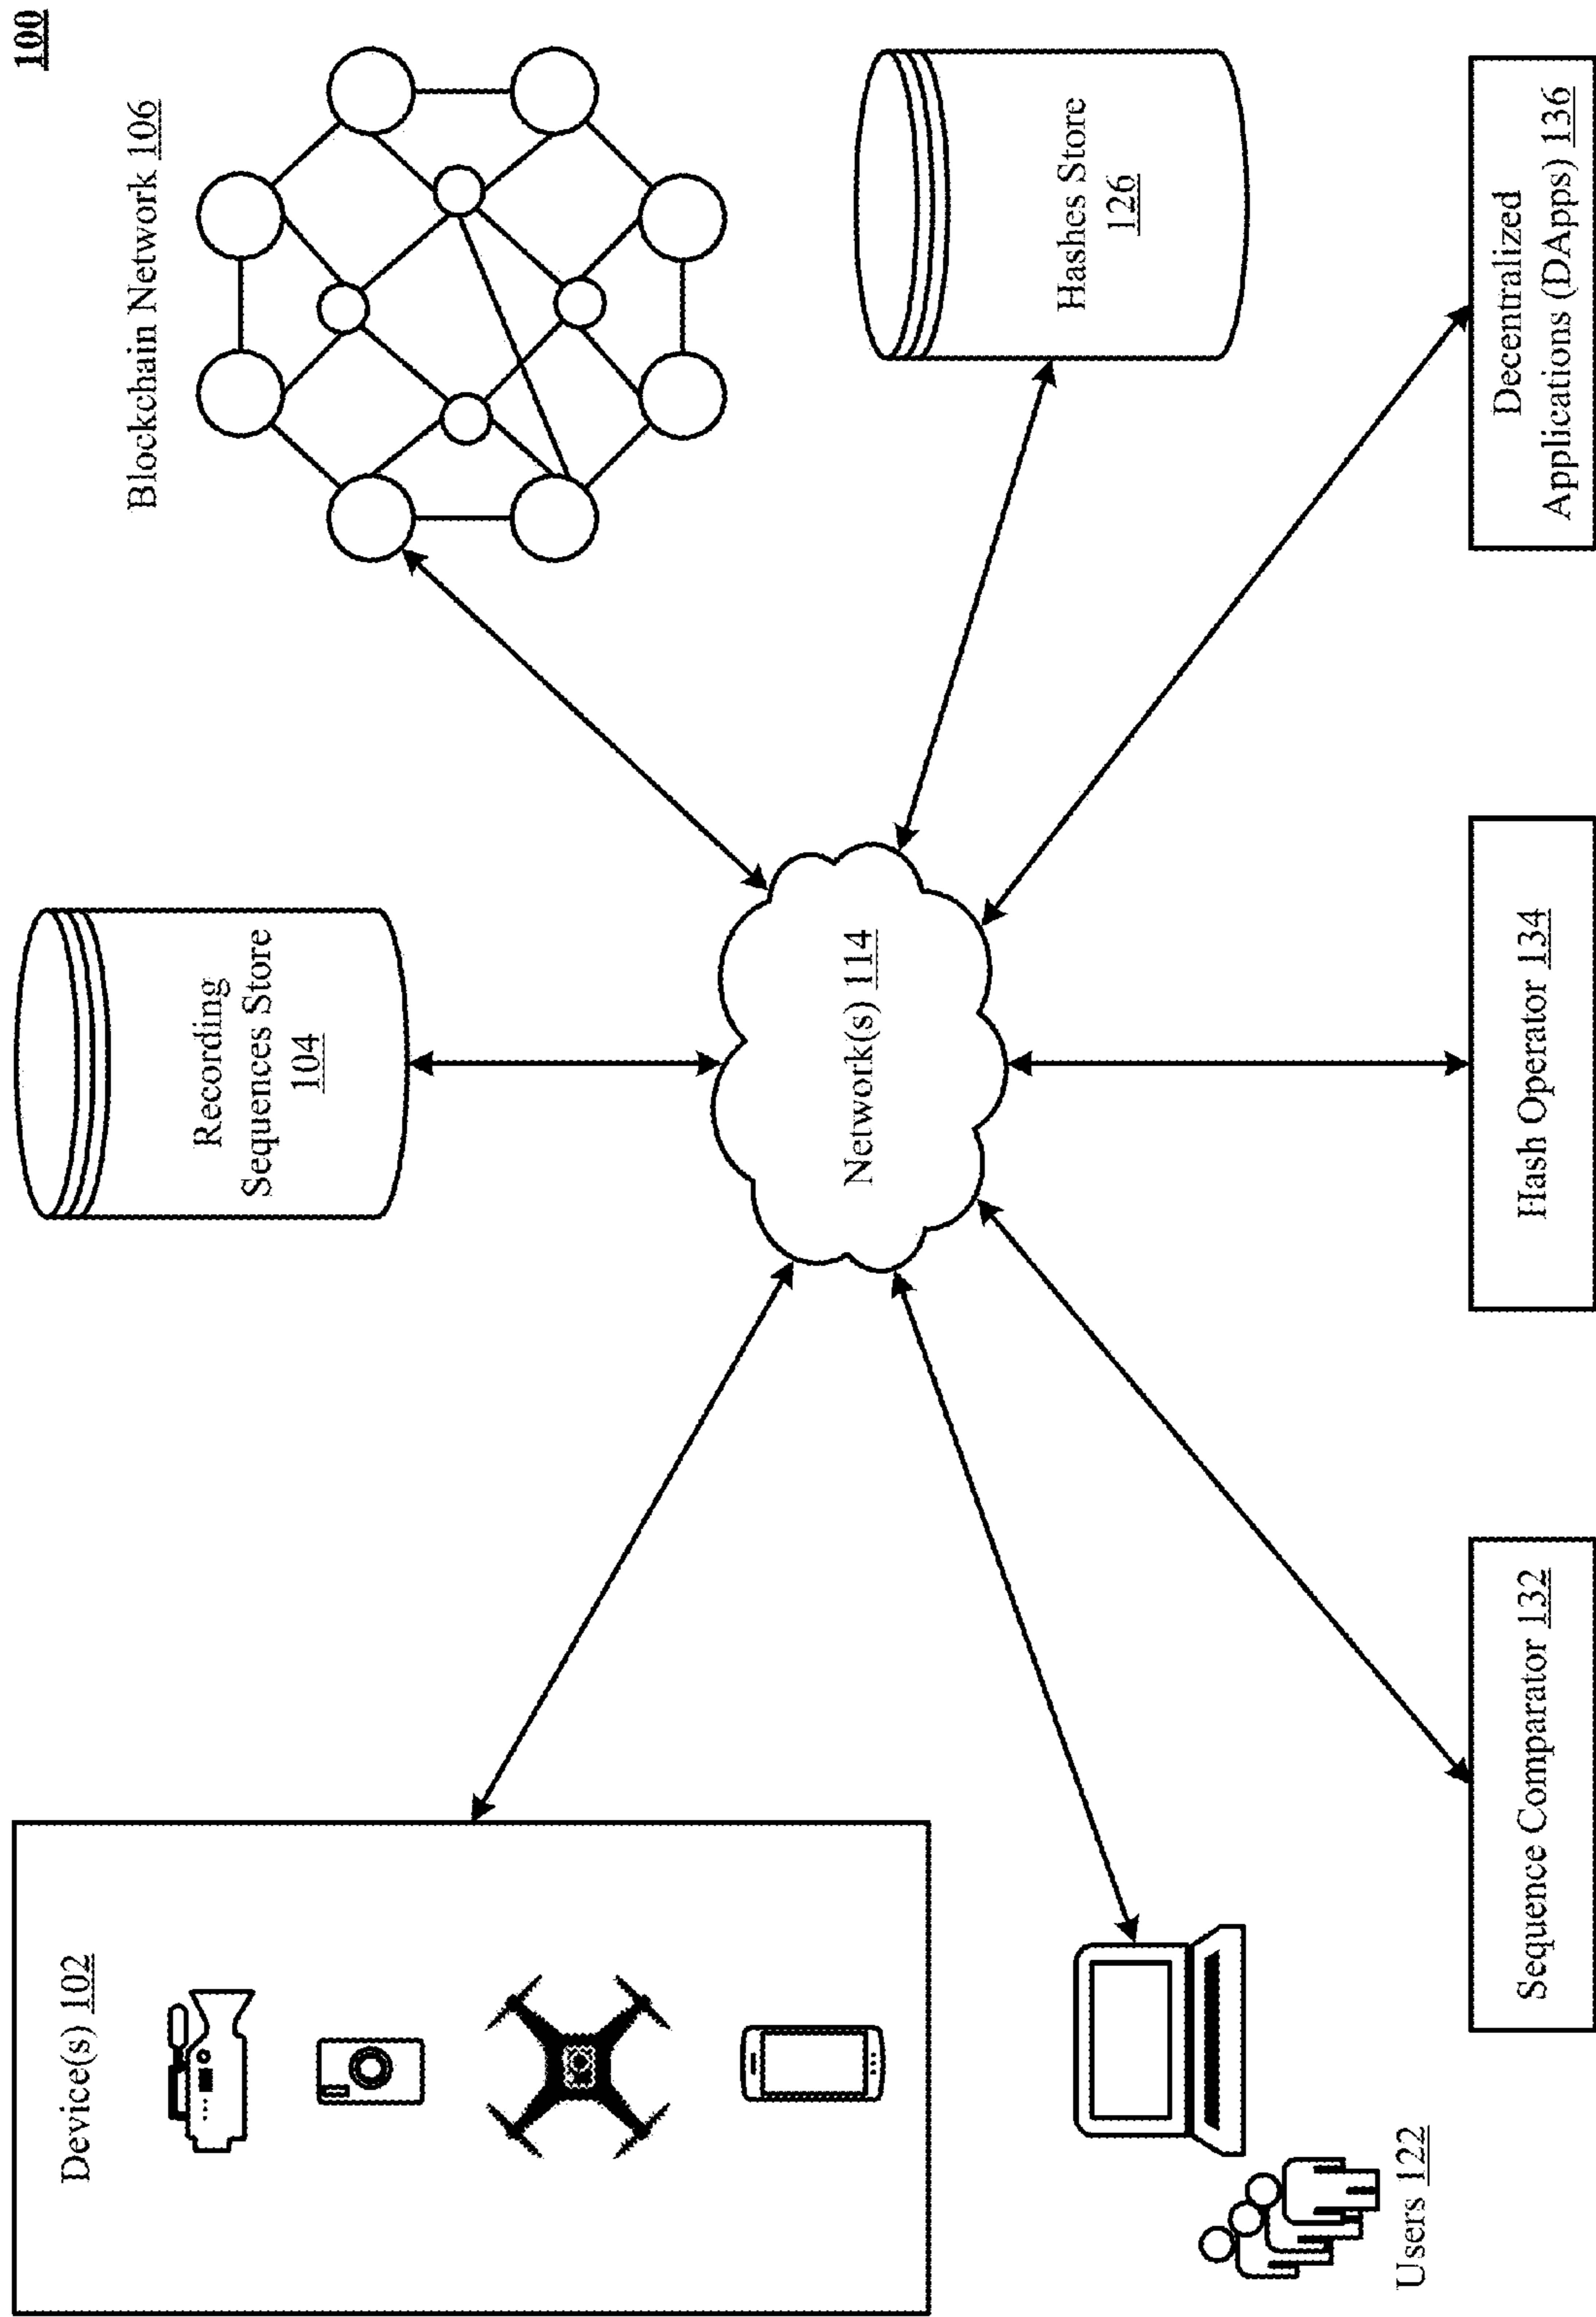 100
Device(s) 102
Recording
Sequences Store
104
Blockchain Network 106
Network(s) 114
Hashes Store
126
Users 122
Sequence Comparator 132
Hash Operator 134
Decentralized
Applications (DApps) 136